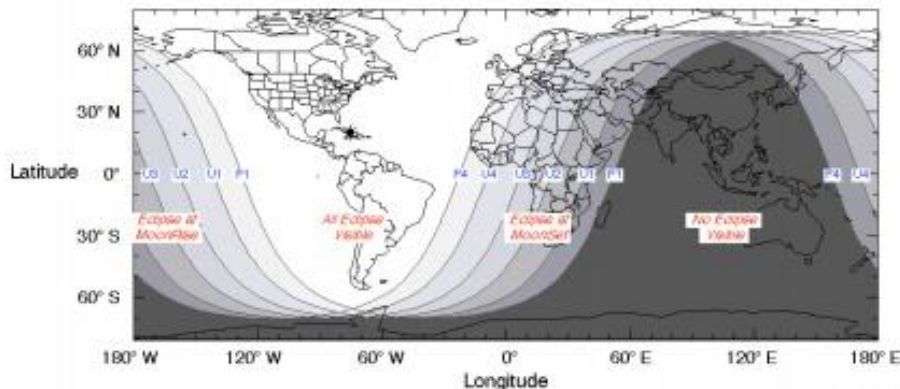 60° N
30° N
Latitude 0° U3 U2 U1 P1 P4 U4 U3 U2 U1 P1 P4 U4
Eclipse at All Eclipse Eclipse at No Eclipse
MoonRise Visible MoonSet Visible
30° S
60° S
180° W 120° W 60° W 0° 60° E 120° E 180° E
Longitude